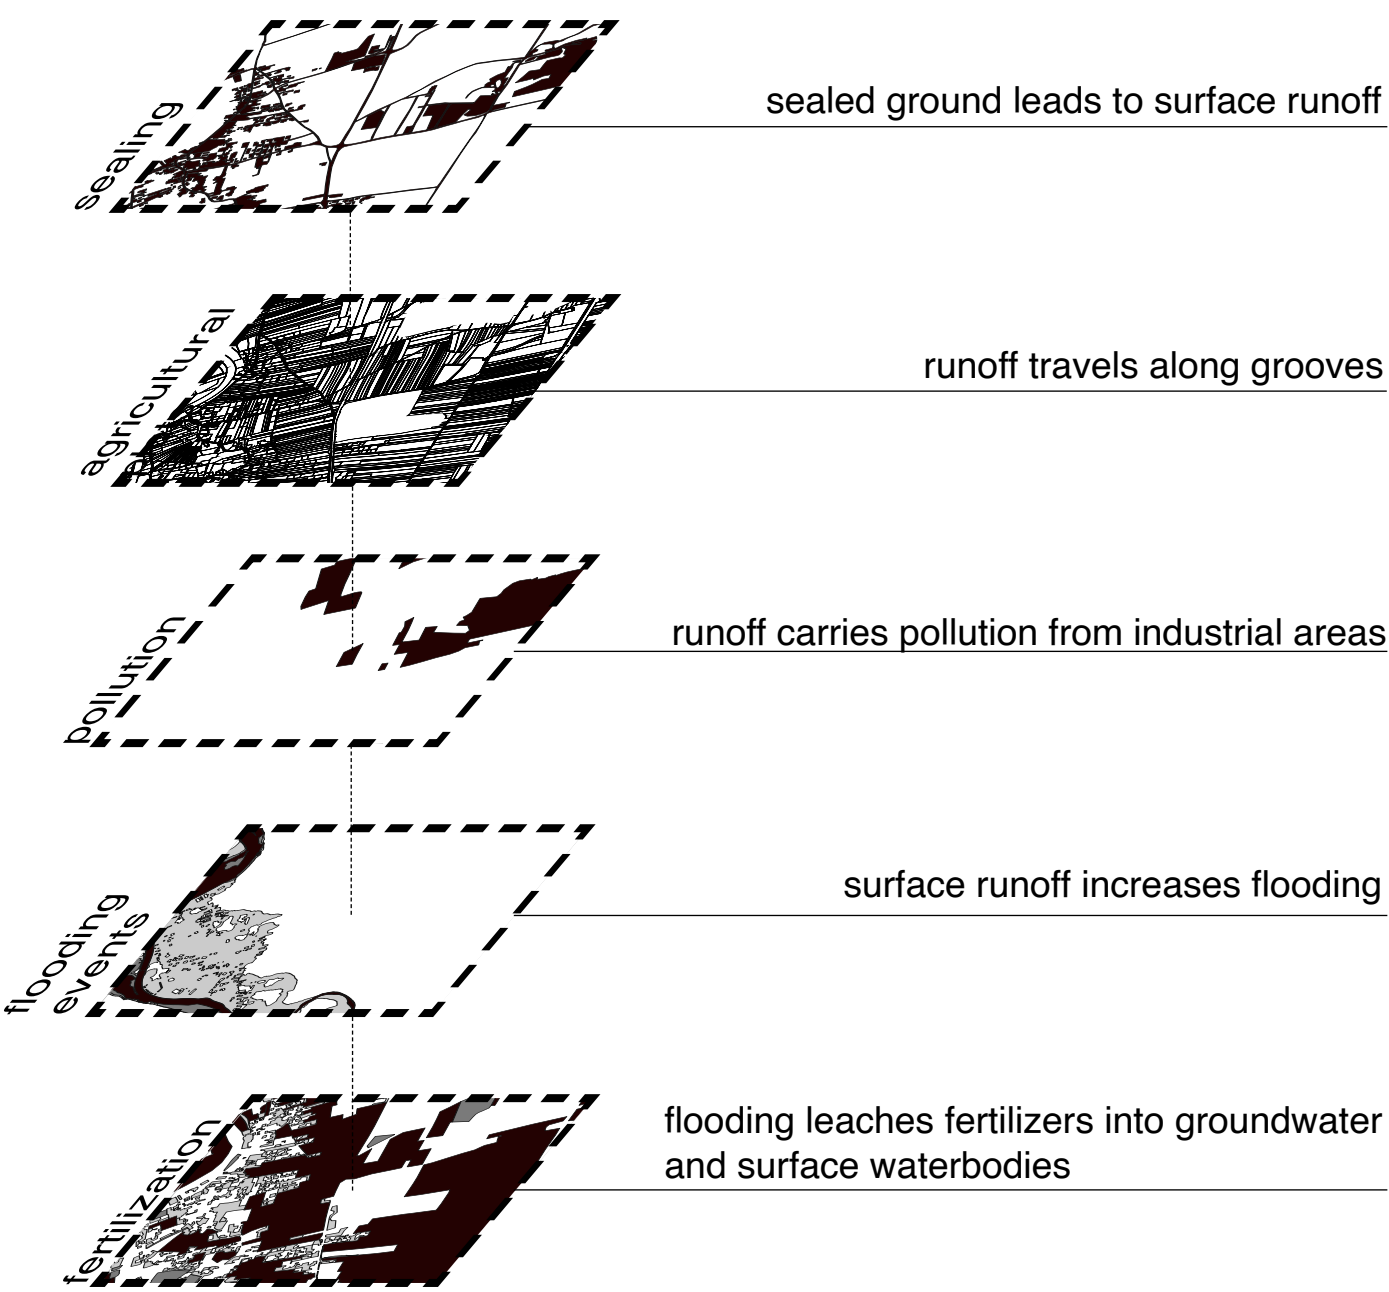 sealing
sealed ground leads to surface runoff
agricultural
runoff travels along grooves
pollution
runoff carries pollution from industrial areas
flooding
events
surface runoff increases flooding
fertilization
flooding leaches fertilizers into groundwater
and surface waterbodies